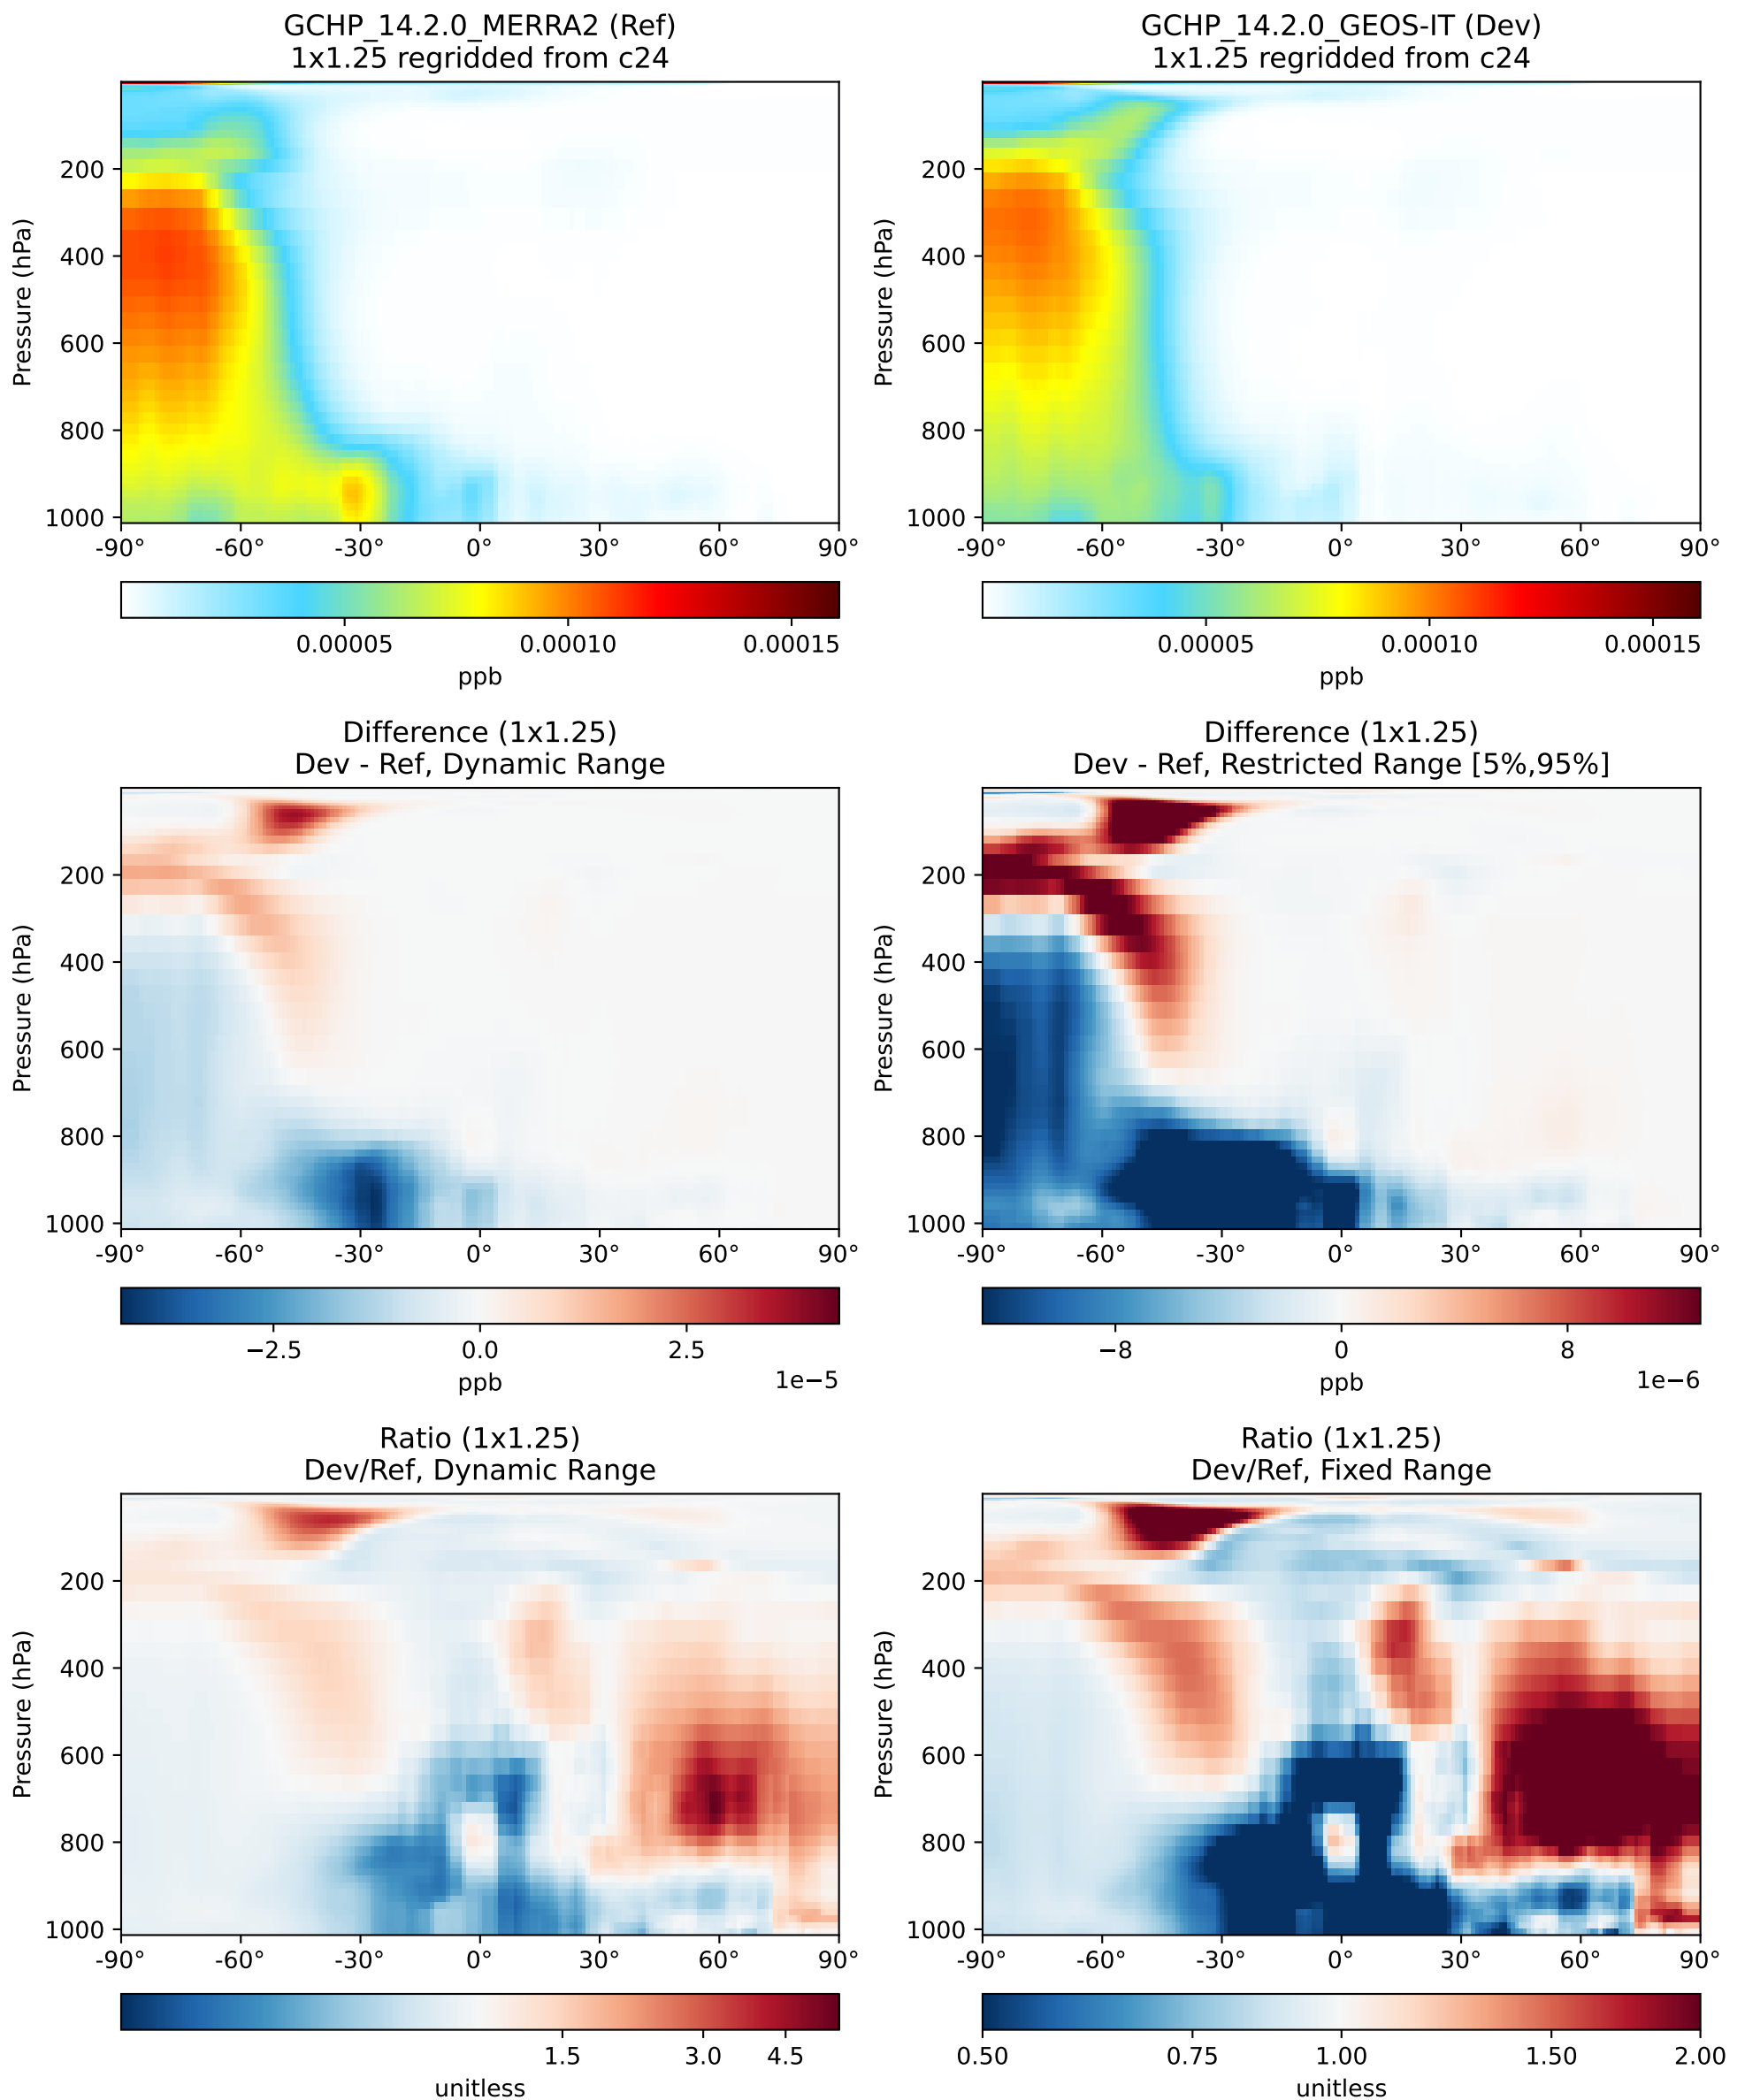 GCHP_14.2.0_MERRA2 (Ref)
1x1.25 regridded from c24
GCHP_14.2.0_GEOS-IT (Dev)
1x1.25 regridded from c24
Pressure (hPa)
200
400
600
800
1000
-90° -60° -30° 0° 30° 60° 90°
Pressure (hPa)
200
400
600
800
1000
-90° -60° -30° 0° 30° 60° 90°
0.00005 0.00010 0.00015
ppb
0.00005 0.00010 0.00015
ppb
Difference (1x1.25)
Dev - Ref, Dynamic Range
Difference (1x1.25)
Dev - Ref, Restricted Range [5%,95%]
Pressure (hPa)
200
400
600
800
1000
-90° -60° -30° 0° 30° 60° 90°
Pressure (hPa)
200
400
600
800
1000
-90° -60° -30° 0° 30° 60° 90°
−2.5 0.0 2.5
ppb
1e−5
−8 0 8
ppb
1e−6
Ratio (1x1.25)
Dev/Ref, Dynamic Range
Ratio (1x1.25)
Dev/Ref, Fixed Range
Pressure (hPa)
200
400
600
800
1000
-90° -60° -30° 0° 30° 60° 90°
Pressure (hPa)
200
400
600
800
1000
-90° -60° -30° 0° 30° 60° 90°
1.5 3.0 4.5
unitless
0.50 0.75 1.00 1.50 2.00
unitless